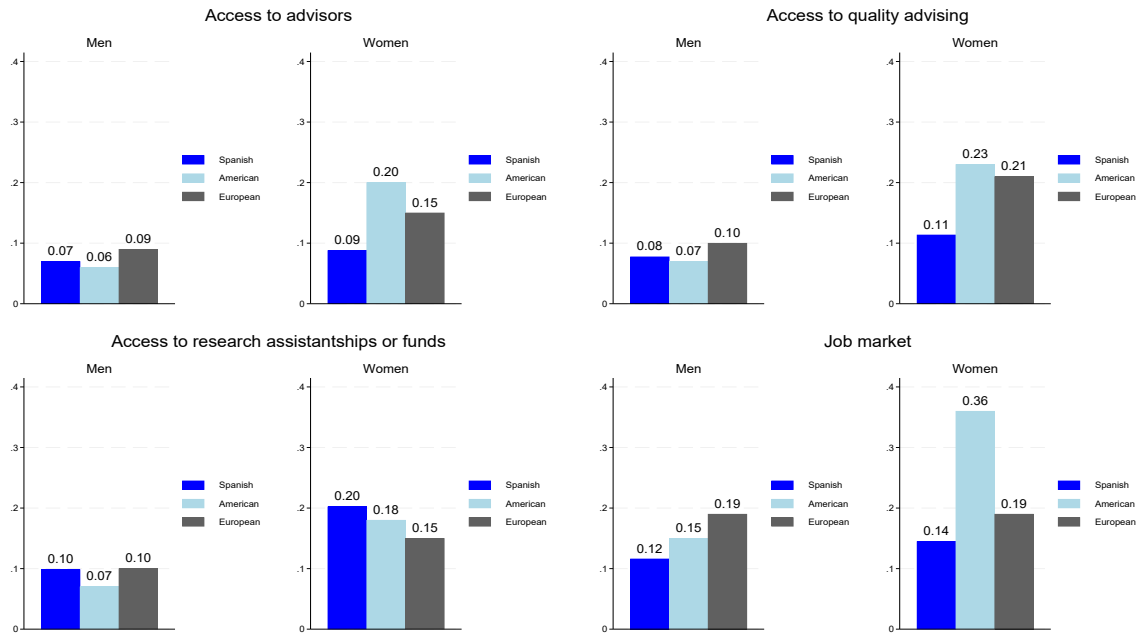 Access to advisors
Men
.4
.3
.2
.1
0
0.07
0.06
0.09
Spanish
American
European
Women
.4
.3
.2
.1
0
0.09
0.20
0.15
Spanish
American
European
Access to quality advising
Men
.4
.3
.2
.1
0
0.08
0.07
0.10
Spanish
American
European
Women
.4
.3
.2
.1
0
0.11
0.23
0.21
Spanish
American
European
Access to research assistantships or funds
Men
.4
.3
.2
.1
0
0.10
0.07
0.10
Spanish
American
European
Women
.4
.3
.2
.1
0
0.20
0.18
0.15
Spanish
American
European
Job market
Men
.4
.3
.2
.1
0
0.12
0.15
0.19
Spanish
American
European
Women
.4
.3
.2
.1
0
0.14
0.36
0.19
Spanish
American
European